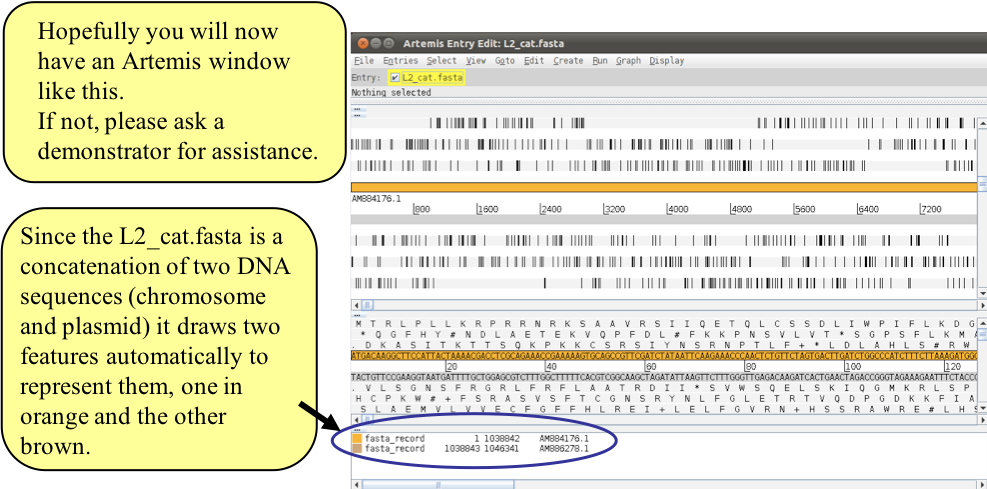 Hopefully you will now
have an Artemis window
like this.
If not, please ask a
demonstrator for assistance.
Since the L2_cat.fasta is a
concatenation of two DNA
sequences (chromosome
and plasmid) it draws two
features automatically to
represent them, one in
orange and the other
brown.
Artemis Entry Edit: L2_cat.fasta
File Entries Select View Goto Edit Create Run Graph Display
Entry: L2_cat.fasta
Nothing selected
AM884176.1
800 1600 2400 3200 4000 4800 5600 6400 7200
M T R L P L L K R P R R N R K S A A V R S I I Q E T Q L C S S D L I W P I F L K D G
* Q G F H Y # N D L A E T E K V Q P F D L # F K K P N S V L V T * S G P S F L K M
. D K A S I T K T T S Q K P K K C S R S I Y N S R N P T L F + * L D L A H L S # R W
20 40 60 80 100 120
. V L S G N S F R G R L F R F L A A T R D I I * S V W S Q E L S K I Q G M K R L S P
H C P K W # + F S R A S V S F T C G N S R Y N L F G L E T R T V Q D P G D K K F I A
S L A E M V L V V E C F G F F H L R E I + L E L F G V R N + H S S R A W R E # L H S
fasta_record 1 1038842 AM884176.1
fasta_record 1038843 1046341 AM886278.1